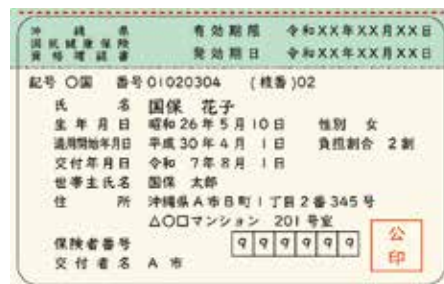 沖縄県 有効期限 令和XX年XX月XX日
国民健康保険
資格確認書 発効期日 令和XX年XX月XX日
記号 〇国 番号 01020304 (枝番)02
氏名 国保 花子
生年月日 昭和26年5月10日 性別 女
適用開始年月日 平成30年4月1日 負担割合 2割
交付年月日 令和7年8月1日
世帯主氏名 国保 太郎
住所 沖縄県A市B町1丁目2番345号
△〇□マンション 201号室
保険者番号 999999
交付者名 A市
公印